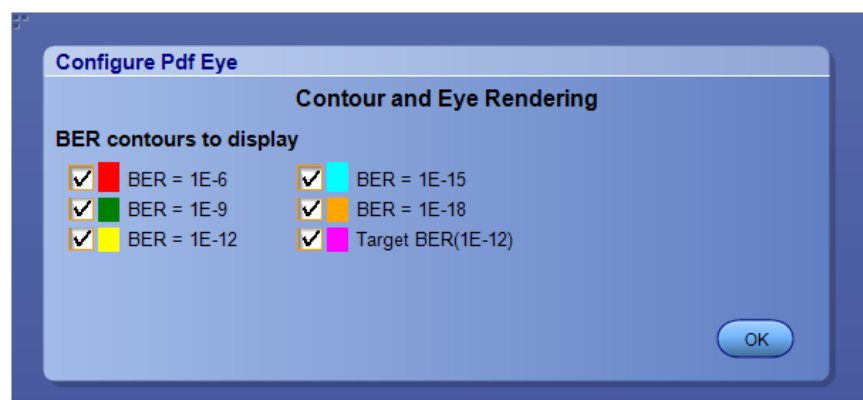 Configure Pdf Eye
Contour and Eye Rendering
BER contours to display
BER = 1E-6
BER = 1E-15
BER = 1E-9
BER = 1E-18
BER = 1E-12
Target BER(1E-12)
OK